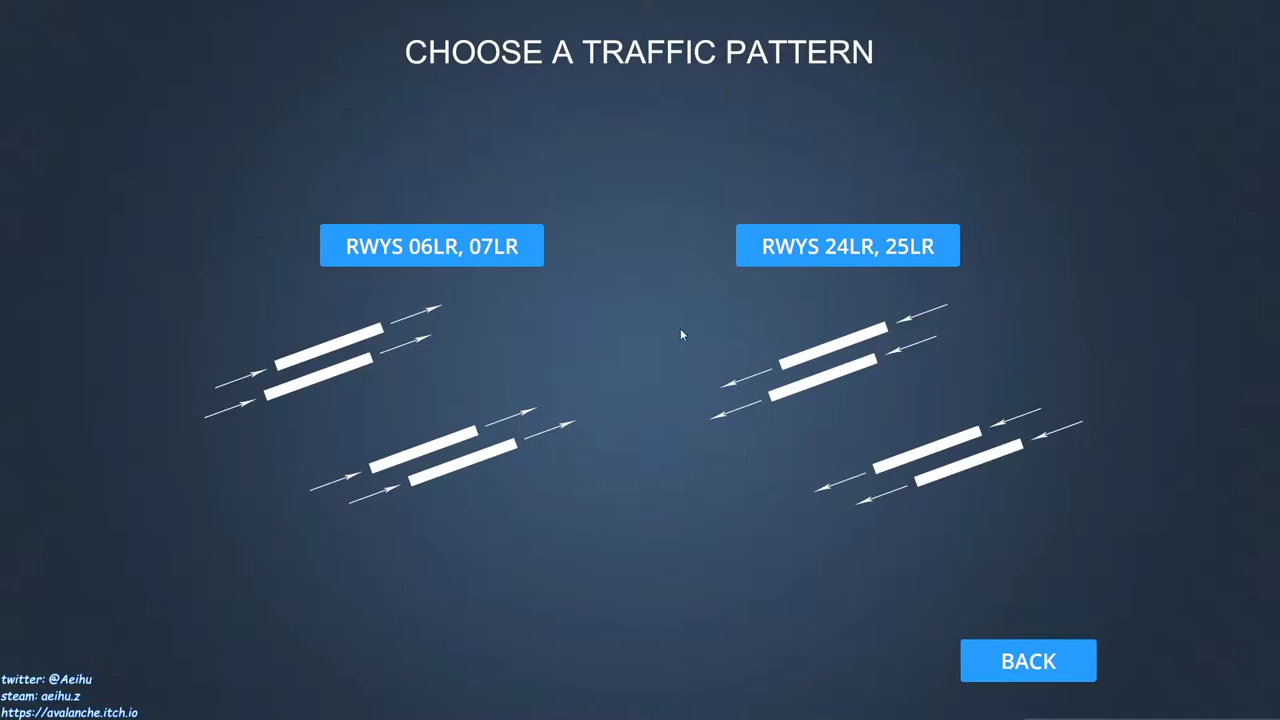 CHOOSE A TRAFFIC PATTERN
RWYS 06LR, 07LR
RWYS 24LR, 25LR
BACK
twitter: @Aeihu
steam: aeihu.z
https://avalanche.itch.io